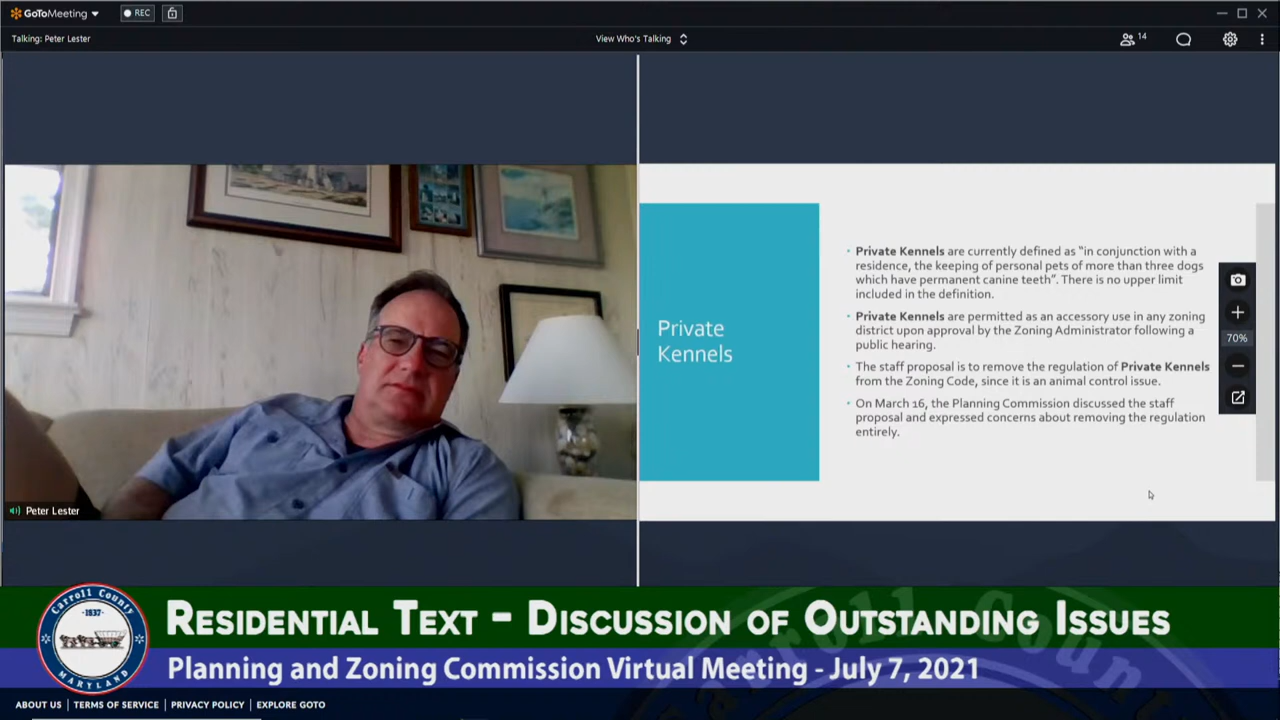 GoToMeeting
REC
Talking: Peter Lester
View Who's Talking
14
Peter Lester
Private
Kennels
• Private Kennels are currently defined as “in conjunction with a
residence, the keeping of personal pets of more than three dogs
which have permanent canine teeth”. There is no upper limit
included in the definition.
• Private Kennels are permitted as an accessory use in any zoning
district upon approval by the Zoning Administrator following a
public hearing.
• The staff proposal is to remove the regulation of Private Kennels
from the Zoning Code, since it is an animal control issue.
• On March 16, the Planning Commission discussed the staff
proposal and expressed concerns about removing the regulation
entirely.
70%
Carroll County
1837
Maryland
Residential Text - Discussion of Outstanding Issues
Planning and Zoning Commission Virtual Meeting - July 7, 2021
ABOUT US | TERMS OF SERVICE | PRIVACY POLICY | EXPLORE GOTO